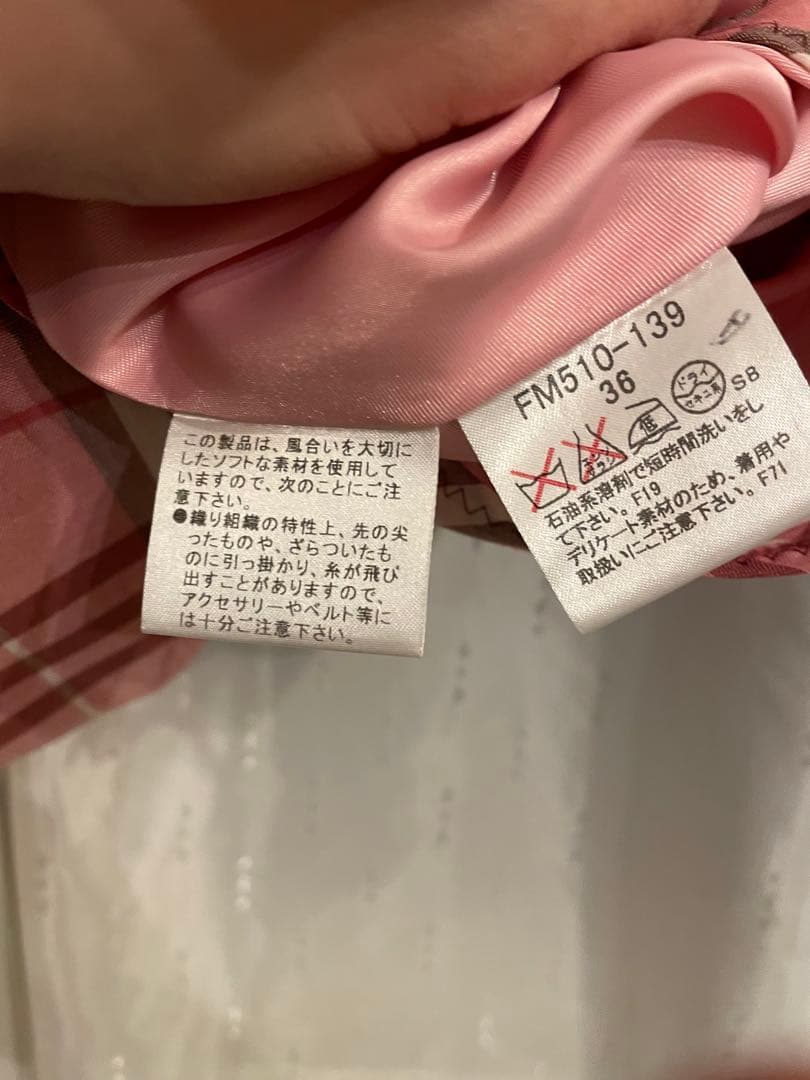 この製品は、風合いを大切に
したソフトな素材を使用して
いますので、次のことにご注
意下さい。
●織り組織の特性上、先の尖
ったものや、ざらついたも
のに引っ掛かり、糸が飛び
出すことがありますので、
アクセサリーやベルト等に
は十分ご注意下さい。
FM510-139
36
エンソサラシ
低
ドライ
セキユ系
S8
石油系溶剤で短時間洗いをし
て下さい。F19
デリケート素材のため、着用や
取扱いにご注意下さい。F71